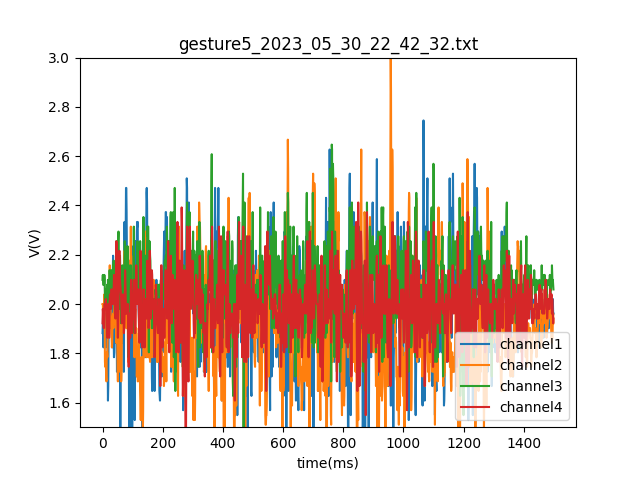 gesture5_2023_05_30_22_42_32.txt
3.0
2.8
2.6
2.4
2.2
2.0
1.8
1.6
V(V)
0 200 400 600 800 1000 1200 1400
time(ms)
channel1
channel2
channel3
channel4